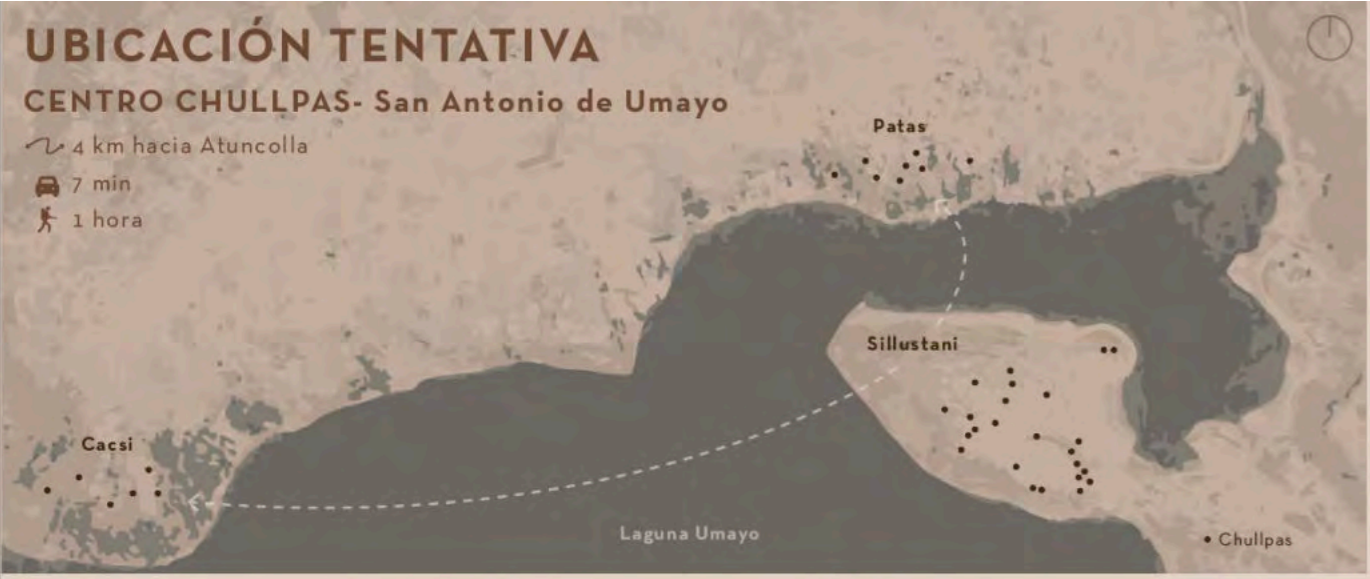 UBICACIÓN TENTATIVA
CENTRO CHULLPAS- San Antonio de Umayo
4 km hacia Atuncolla
7 min
1 hora
Patas
Sillustani
Cacsi
Laguna Umayo
Chullpas